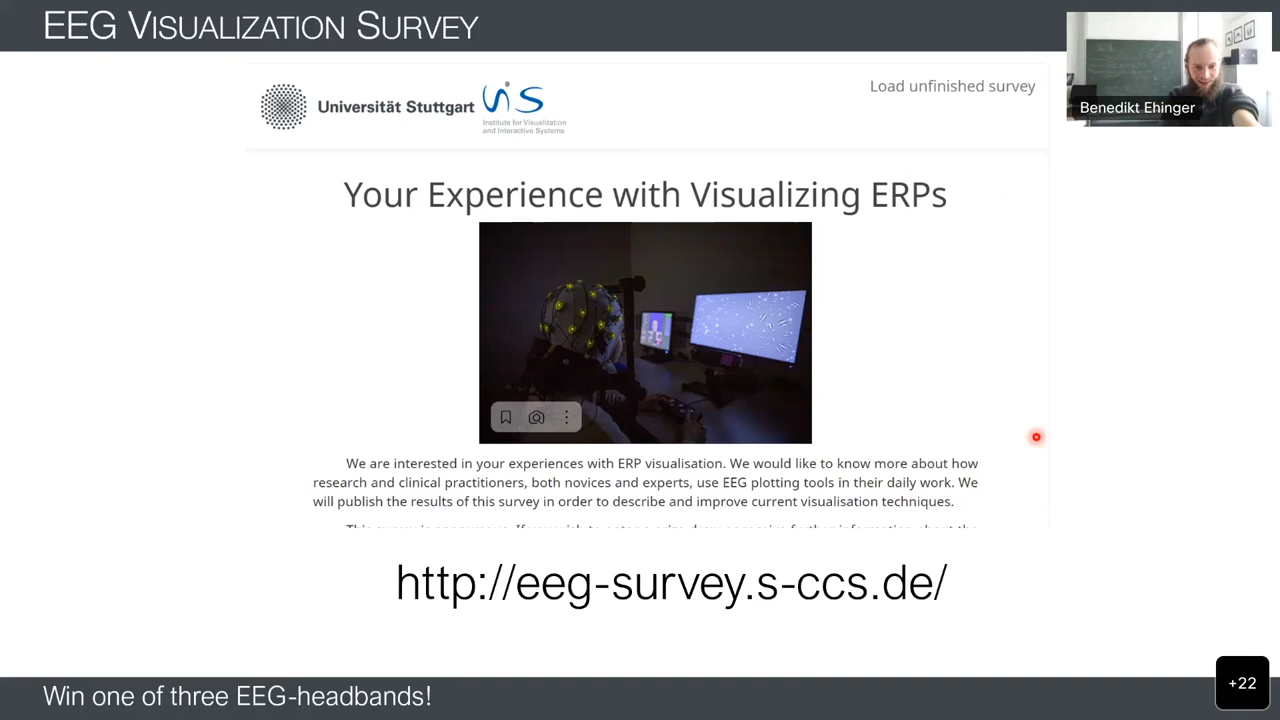 EEG VISUALIZATION SURVEY
Universität Stuttgart
Institute for Visualization
and Interactive Systems
Load unfinished survey
Benedikt Ehinger
Your Experience with Visualizing ERPs
We are interested in your experiences with ERP visualisation. We would like to know more about how
research and clinical practitioners, both novices and experts, use EEG plotting tools in their daily work. We
will publish the results of this survey in order to describe and improve current visualisation techniques.
http://eeg-survey.s-ccs.de/
Win one of three EEG-headbands!
+22